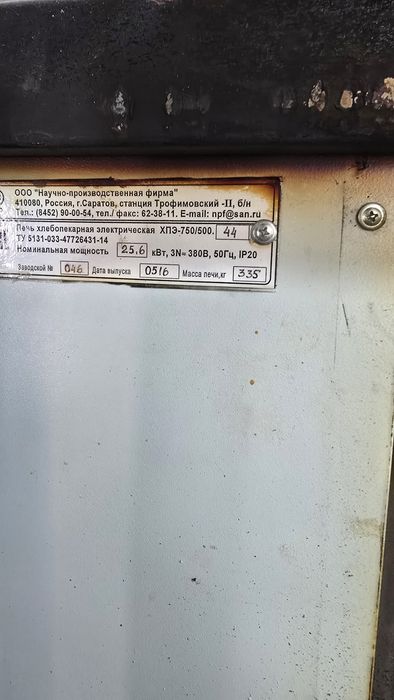 ООО "Научно-производственная фирма"
410080, Россия, г.Саратов, станция Трофимовский -II, б/н
Тел.: (8452) 90-00-54, тел./ факс: 62-38-11. E-mail: npf@san.ru
Печь хлебопекарная электрическая ХПЭ-750/500. 44
ТУ 5131-033-47726431-14
Номинальная мощность 25.6 кВт, 3N≈ 380В, 50Гц, IP20
Заводской № 046 Дата выпуска 0516 Масса печи,кг 335